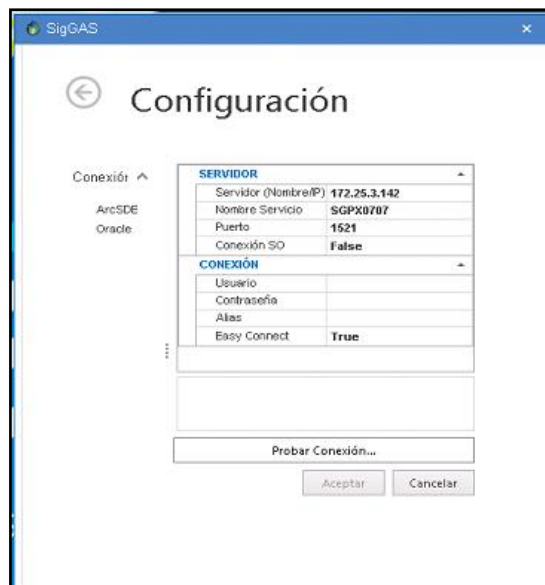 SigGAS
Configuración
Conexiór
ArcSDE
Oracle
SERVIDOR
Servidor (Nombre/IP) 172.25.3.142
Nombre Servicio SGPX0707
Puerto 1521
Conexión SO False
CONEXIÓN
Usuario
Contraseña
Alias
Easy Connect True
Probar Conexión...
Aceptar Cancelar